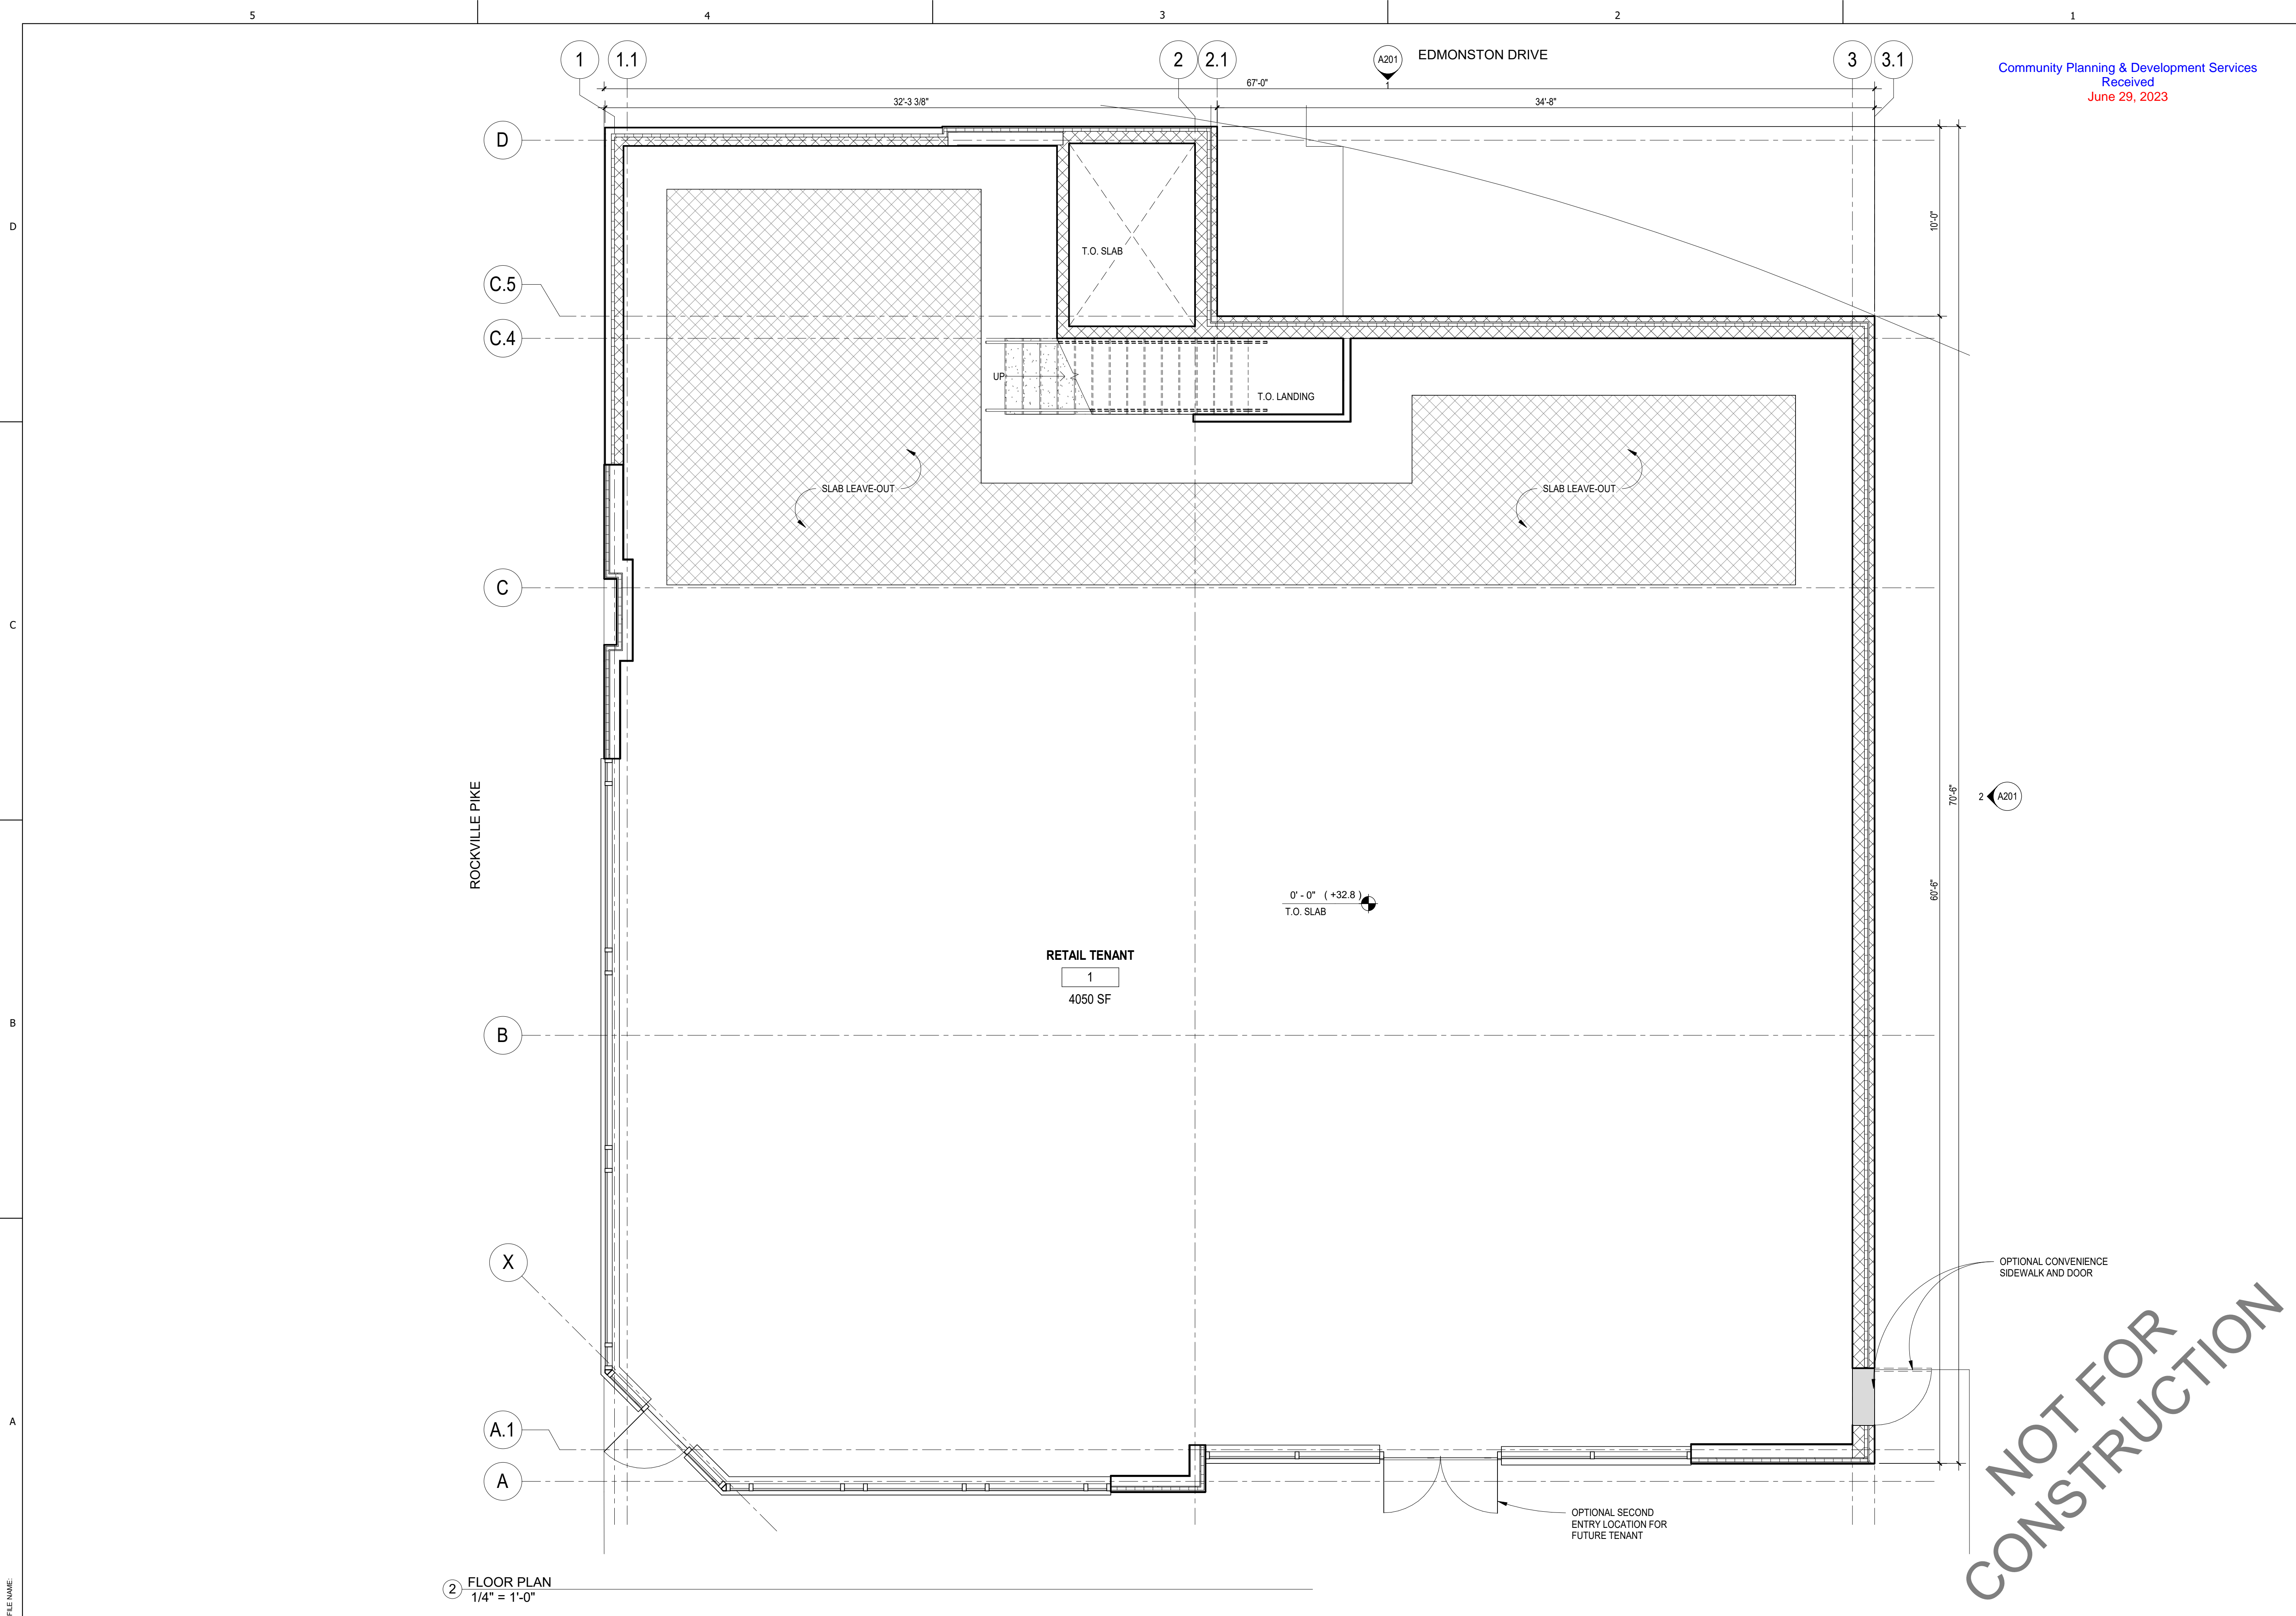 5 4 3 2 1
1 1.1 2 2.1 3 3.1
A201
1
EDMONSTON DRIVE
Community Planning & Development Services
Received
June 29, 2023
67'-0"
32'-3 3/8"
34'-8"
D
D
10'-0"
T.O. SLAB
C.5
C.4
UP
T.O. LANDING
SLAB LEAVE-OUT
SLAB LEAVE-OUT
C
C
ROCKVILLE PIKE
70'-6"
2
A201
60'-6"
0' - 0" ( +32.8 )
T.O. SLAB
RETAIL TENANT
1
4050 SF
B
B
X
OPTIONAL CONVENIENCE
SIDEWALK AND DOOR
A
A.1
A
OPTIONAL SECOND
ENTRY LOCATION FOR
FUTURE TENANT
NOT FOR
CONSTRUCTION
2
FLOOR PLAN
1/4" = 1'-0"
FILE NAME: